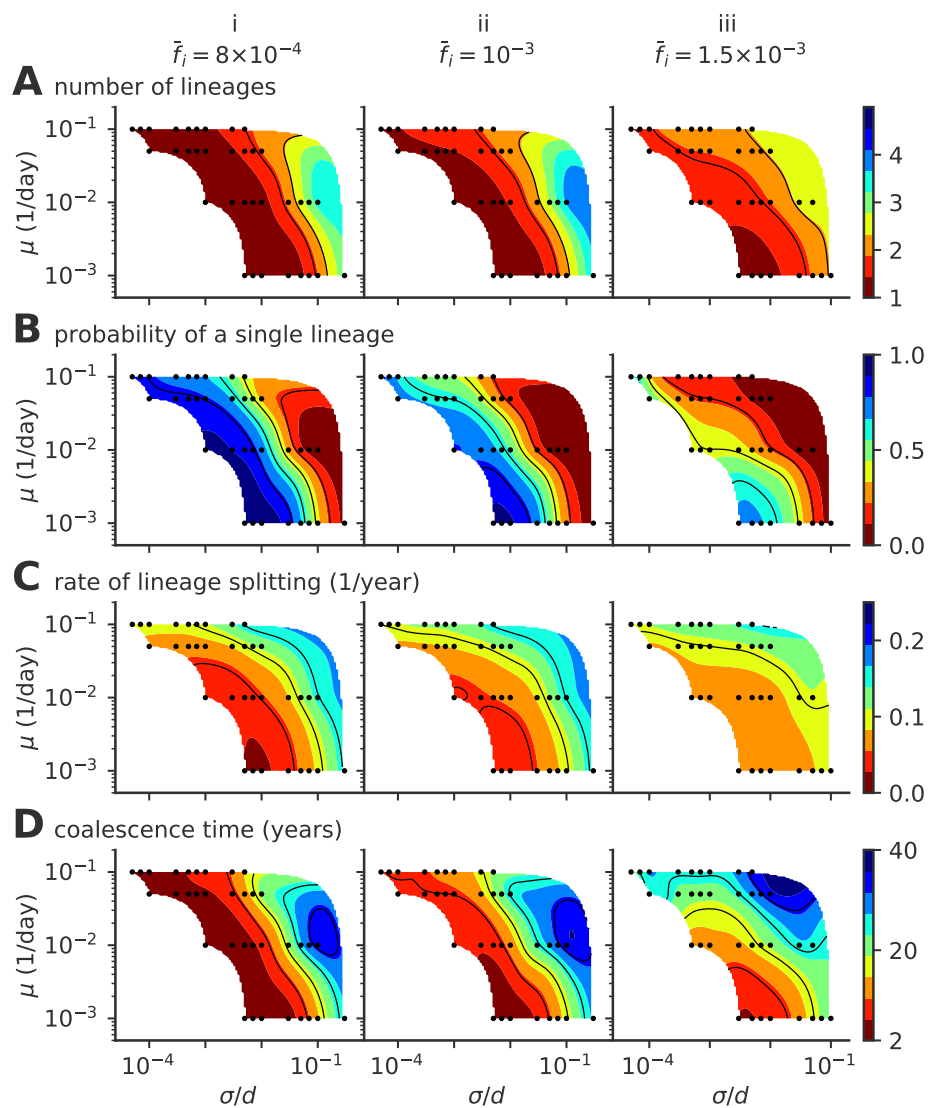 i ii iii
f̄ᵢ = 8×10⁻⁴ f̄ᵢ = 10⁻³ f̄ᵢ = 1.5×10⁻³
A number of lineages
μ (1/day)
10⁻¹
10⁻²
10⁻³
4
3
2
1
B probability of a single lineage
μ (1/day)
10⁻¹
10⁻²
10⁻³
1.0
0.5
0.0
C rate of lineage splitting (1/year)
μ (1/day)
10⁻¹
10⁻²
10⁻³
0.2
0.1
0.0
D coalescence time (years)
μ (1/day)
10⁻¹
10⁻²
10⁻³
40
20
2
10⁻⁴ 10⁻¹ 10⁻⁴ 10⁻¹ 10⁻⁴ 10⁻¹
σ/d σ/d σ/d